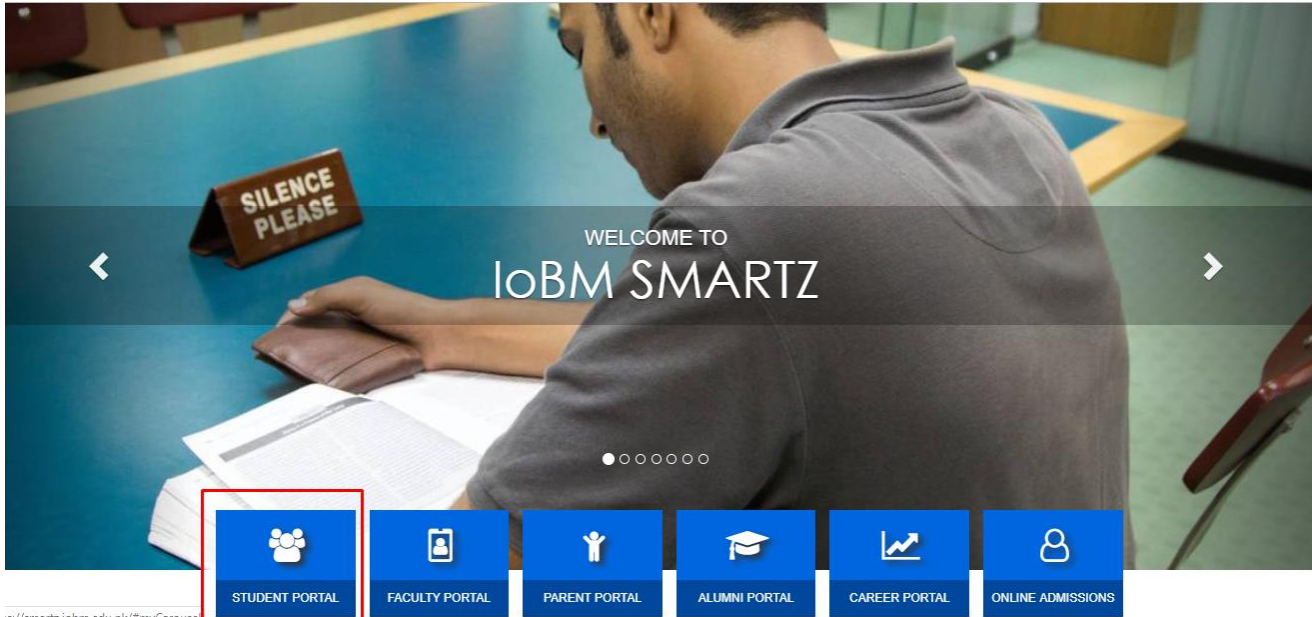 SILENCE
PLEASE
WELCOME TO
IoBM SMARTZ
STUDENT PORTAL
FACULTY PORTAL
PARENT PORTAL
ALUMNI PORTAL
CAREER PORTAL
ONLINE ADMISSIONS